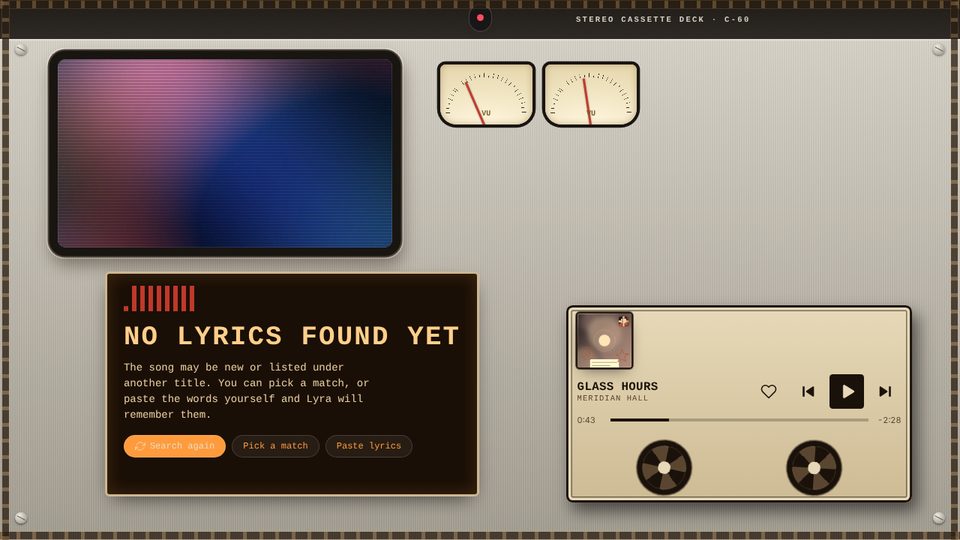 STEREO CASSETTE DECK · C-60
VU
VU
NO LYRICS FOUND YET
The song may be new or listed under
another title. You can pick a match, or
paste the words yourself and Lyra will
remember them.
Search again
Pick a match
Paste lyrics
GLASS HOURS
MERIDIAN HALL
0:43
-2:28